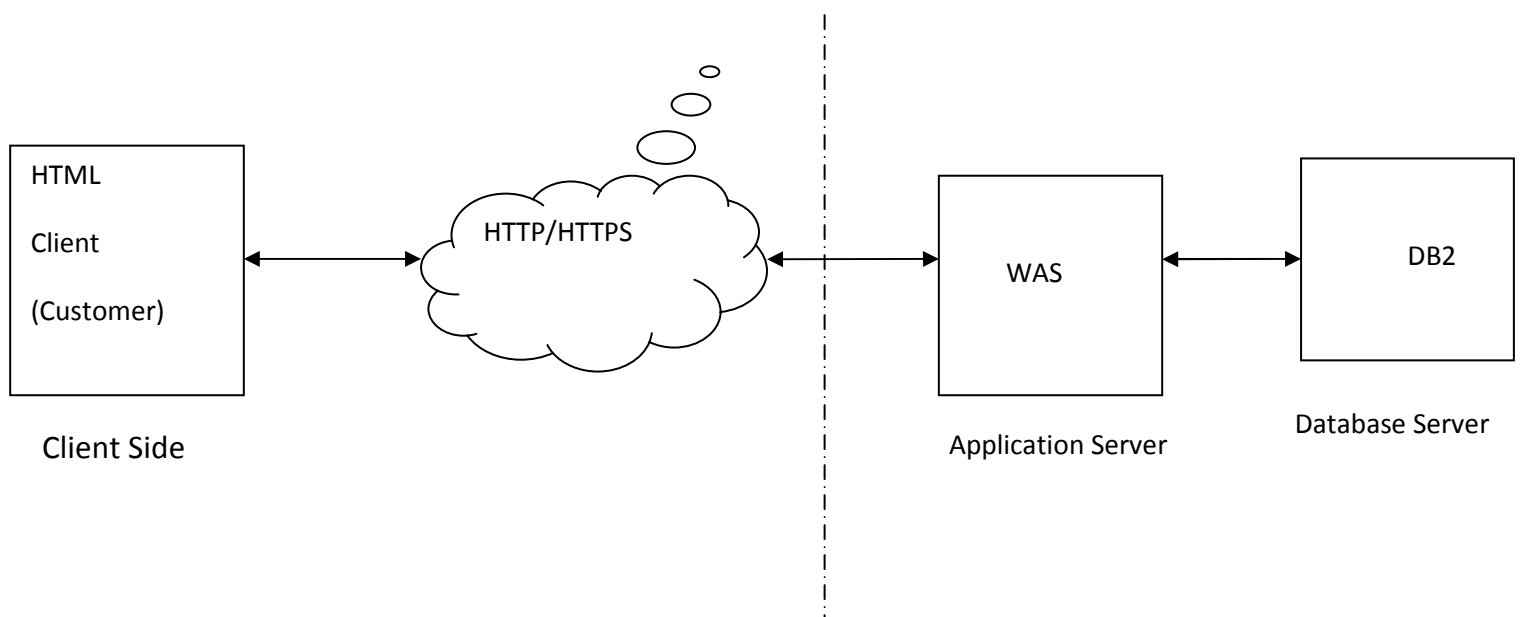 HTML
Client
(Customer)
Client Side
HTTP/HTTPS
WAS
Application Server
DB2
Database Server